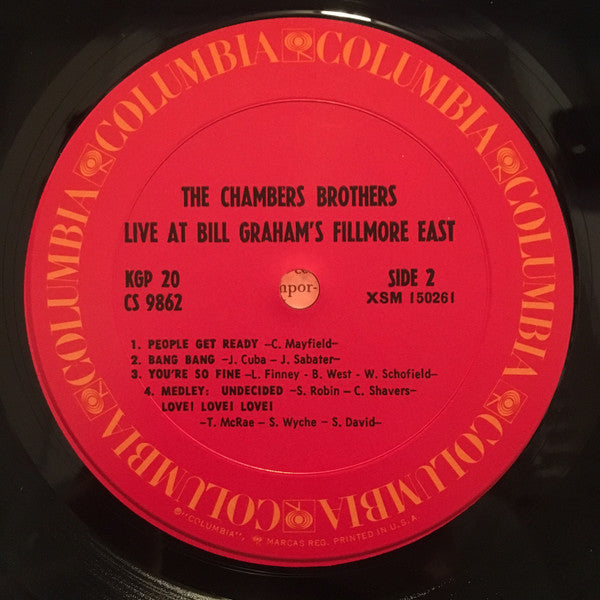 COLUMBIA COLUMBIA COLUMBIA COLUMBIA COLUMBIA COLUMBIA
THE CHAMBERS BROTHERS
LIVE AT BILL GRAHAM'S FILLMORE EAST
KGP 20 SIDE 2
CS 9862 XSM 150261
mpor-
1. PEOPLE GET READY –C. Mayfield–
2. BANG BANG –J. Cuba – J. Sabater–
3. YOU'RE SO FINE –L. Finney - B. West - W. Schofield–
4. MEDLEY: UNDECIDED –S. Robin – C. Shavers–
LOVE! LOVE! LOVE!
–T. McRae – S. Wyche – S. David–
®"COLUMBIA", MARCAS REG. PRINTED IN U.S.A.